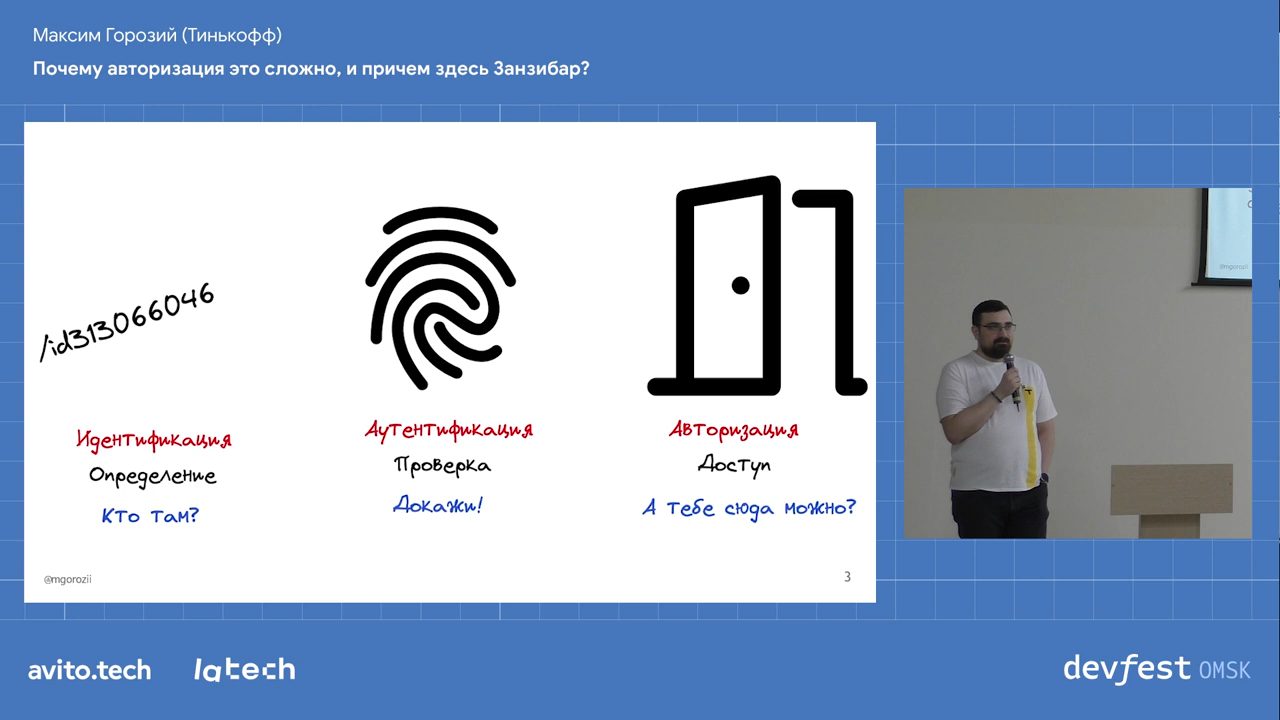 Максим Горозий (Тинькофф)
Почему авторизация это сложно, и причем здесь Занзибар?
/id313066046
Идентификация
Определение
Кто там?
Аутентификация
Проверка
Докажи!
Авторизация
Доступ
А тебе сюда можно?
@mgorozii
3
@mgorozii
avito.tech
latech
devfest OMSK